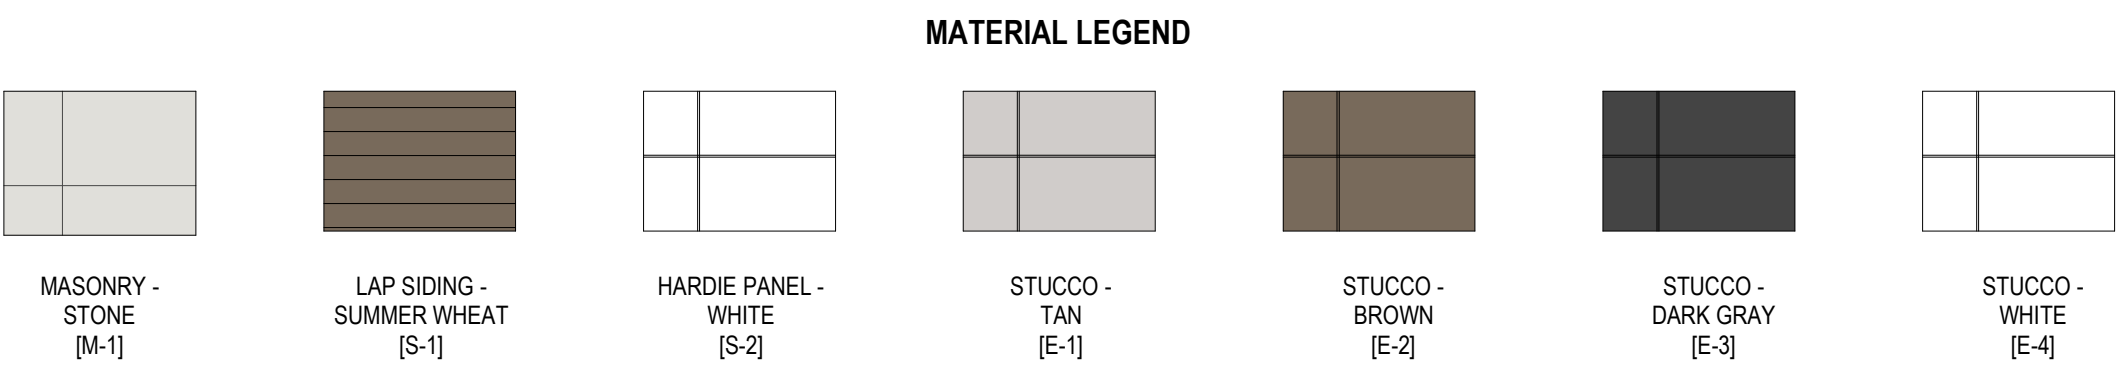 MATERIAL LEGEND
MASONRY -
STONE
[M-1]
LAP SIDING -
SUMMER WHEAT
[S-1]
HARDIE PANEL -
WHITE
[S-2]
STUCCO -
TAN
[E-1]
STUCCO -
BROWN
[E-2]
STUCCO -
DARK GRAY
[E-3]
STUCCO -
WHITE
[E-4]